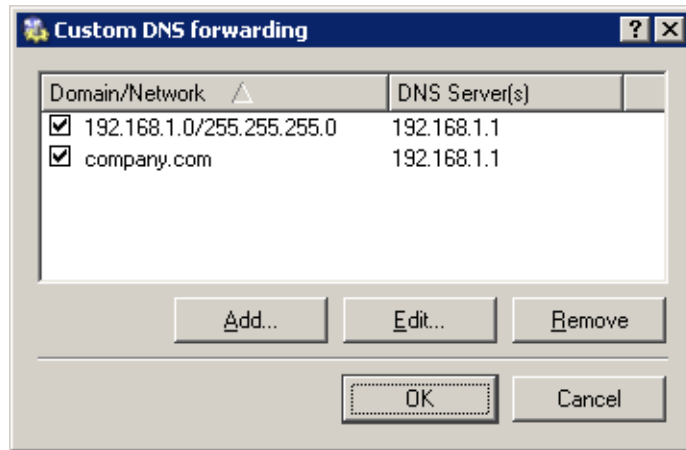 Custom DNS forwarding
Domain/Network DNS Server(s)
192.168.1.0/255.255.255.0 192.168.1.1
company.com 192.168.1.1
Add... Edit... Remove
OK Cancel